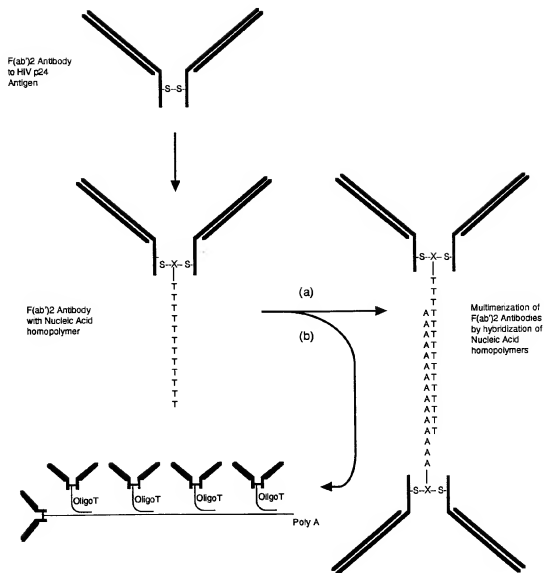 F(ab')2 Antibody
to HIV p24
Antigen
-S--S-
S--X--S-
T
T
T
T
T
T
T
T
T
T
T
T
F(ab')2 Antibody
with Nucleic Acid
homopolymer
(a)
(b)
-S--X--S-
T
T
T
A T
A T
A T
A T
A T
A T
A T
A T
A T
A T
A T
A T
A
A
A
-S--X--S-
Multimerization of
F(ab')2 Antibodies
by hybridization of
Nucleic Acid
homopolymers
OligoT
OligoT
OligoT
OligoT
Poly A